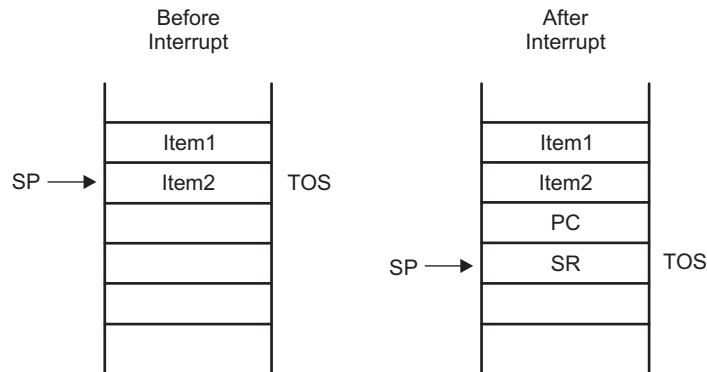 Before
Interrupt
After
Interrupt
Item1
Item1
SP
Item2
TOS
Item2
PC
SP
SR
TOS